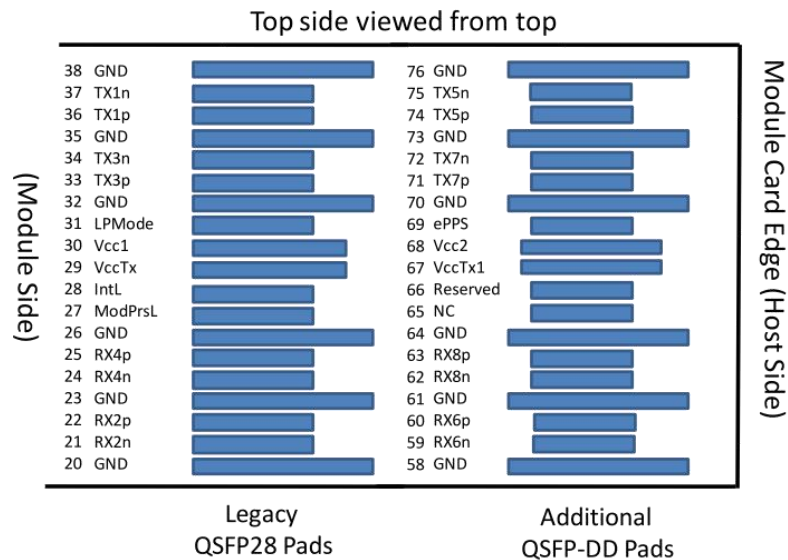 Top side viewed from top
(Module Side)
38 GND
37 TX1n
36 TX1p
35 GND
34 TX3n
33 TX3p
32 GND
31 LPMode
30 Vcc1
29 VccTx
28 IntL
27 ModPrsL
26 GND
25 RX4p
24 RX4n
23 GND
22 RX2p
21 RX2n
20 GND
76 GND
75 TX5n
74 TX5p
73 GND
72 TX7n
71 TX7p
70 GND
69 ePPS
68 Vcc2
67 VccTx1
66 Reserved
65 NC
64 GND
63 RX8p
62 RX8n
61 GND
60 RX6p
59 RX6n
58 GND
Module Card Edge (Host Side)
Legacy
QSFP28 Pads
Additional
QSFP-DD Pads